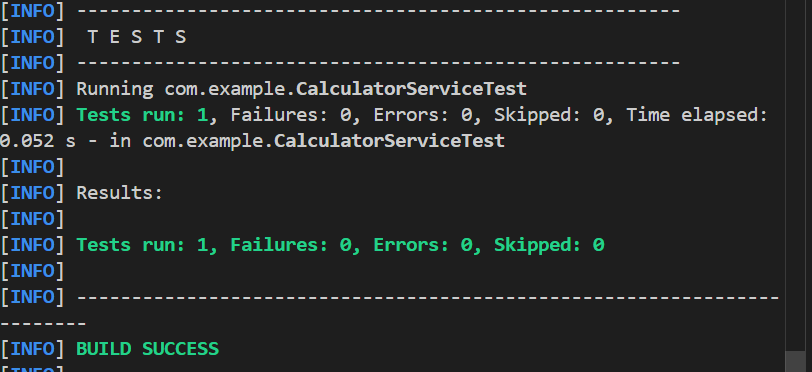 [INFO] -------------------------------------------------------
[INFO]  T E S T S
[INFO] -------------------------------------------------------
[INFO] Running com.example.CalculatorServiceTest
[INFO] Tests run: 1, Failures: 0, Errors: 0, Skipped: 0, Time elapsed:
0.052 s - in com.example.CalculatorServiceTest
[INFO]
[INFO] Results:
[INFO]
[INFO] Tests run: 1, Failures: 0, Errors: 0, Skipped: 0
[INFO]
[INFO] ----------------------------------------------------------------
--------
[INFO] BUILD SUCCESS